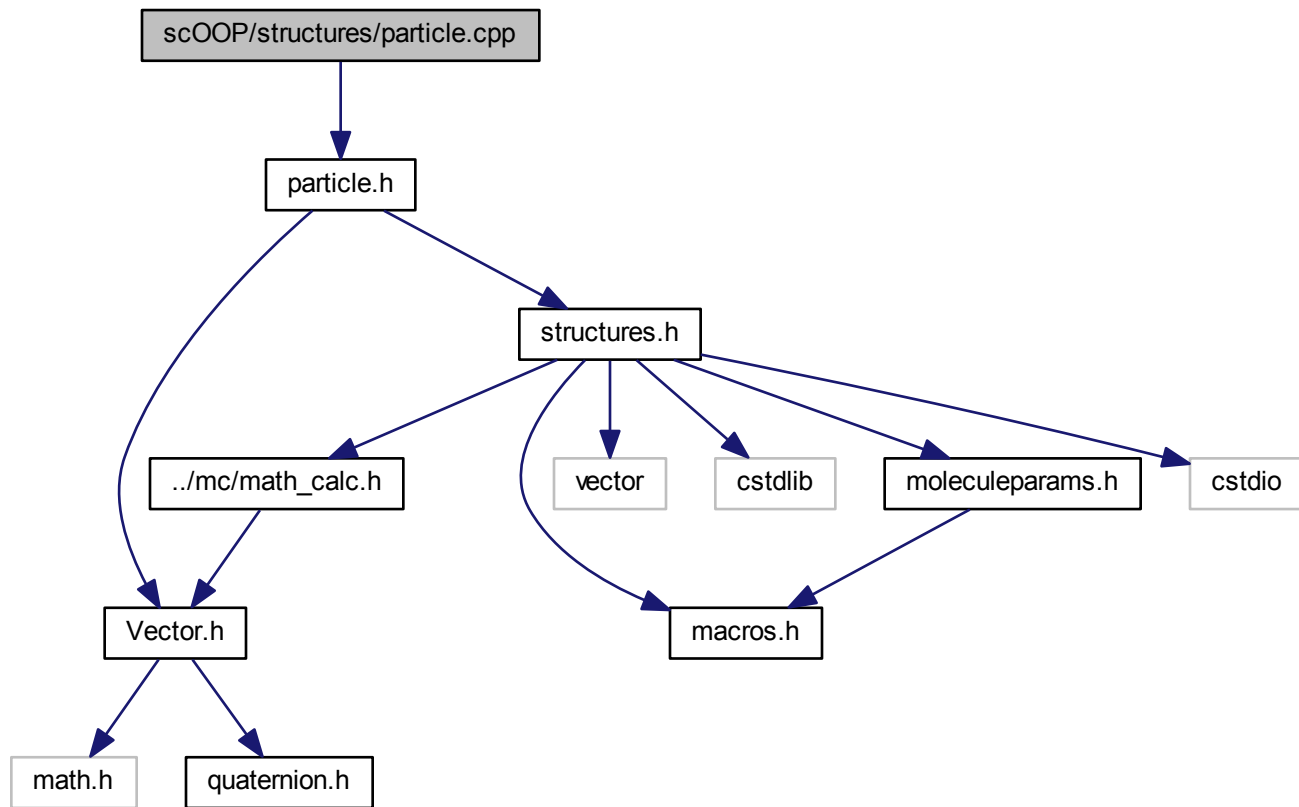 scOOP/structures/particle.cpp
particle.h
structures.h
../mc/math_calc.h
vector
cstdlib
moleculeparams.h
cstdio
Vector.h
macros.h
math.h
quaternion.h